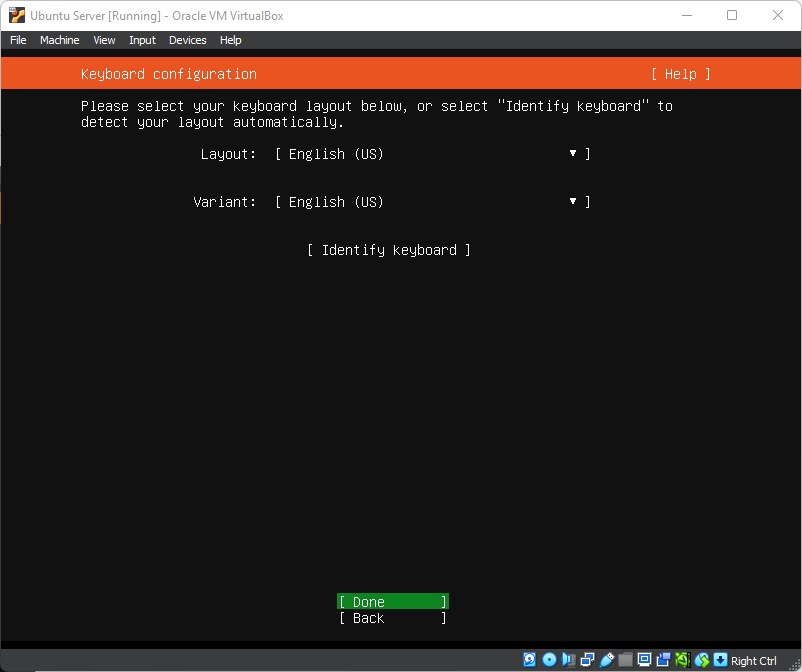 Ubuntu Server [Running] - Oracle VM VirtualBox
File Machine View Input Devices Help
Keyboard configuration [ Help ]
Please select your keyboard layout below, or select "Identify keyboard" to
detect your layout automatically.
Layout: [ English (US) ▾ ]
Variant: [ English (US) ▾ ]
[ Identify keyboard ]
[ Done ]
[ Back ]
Right Ctrl